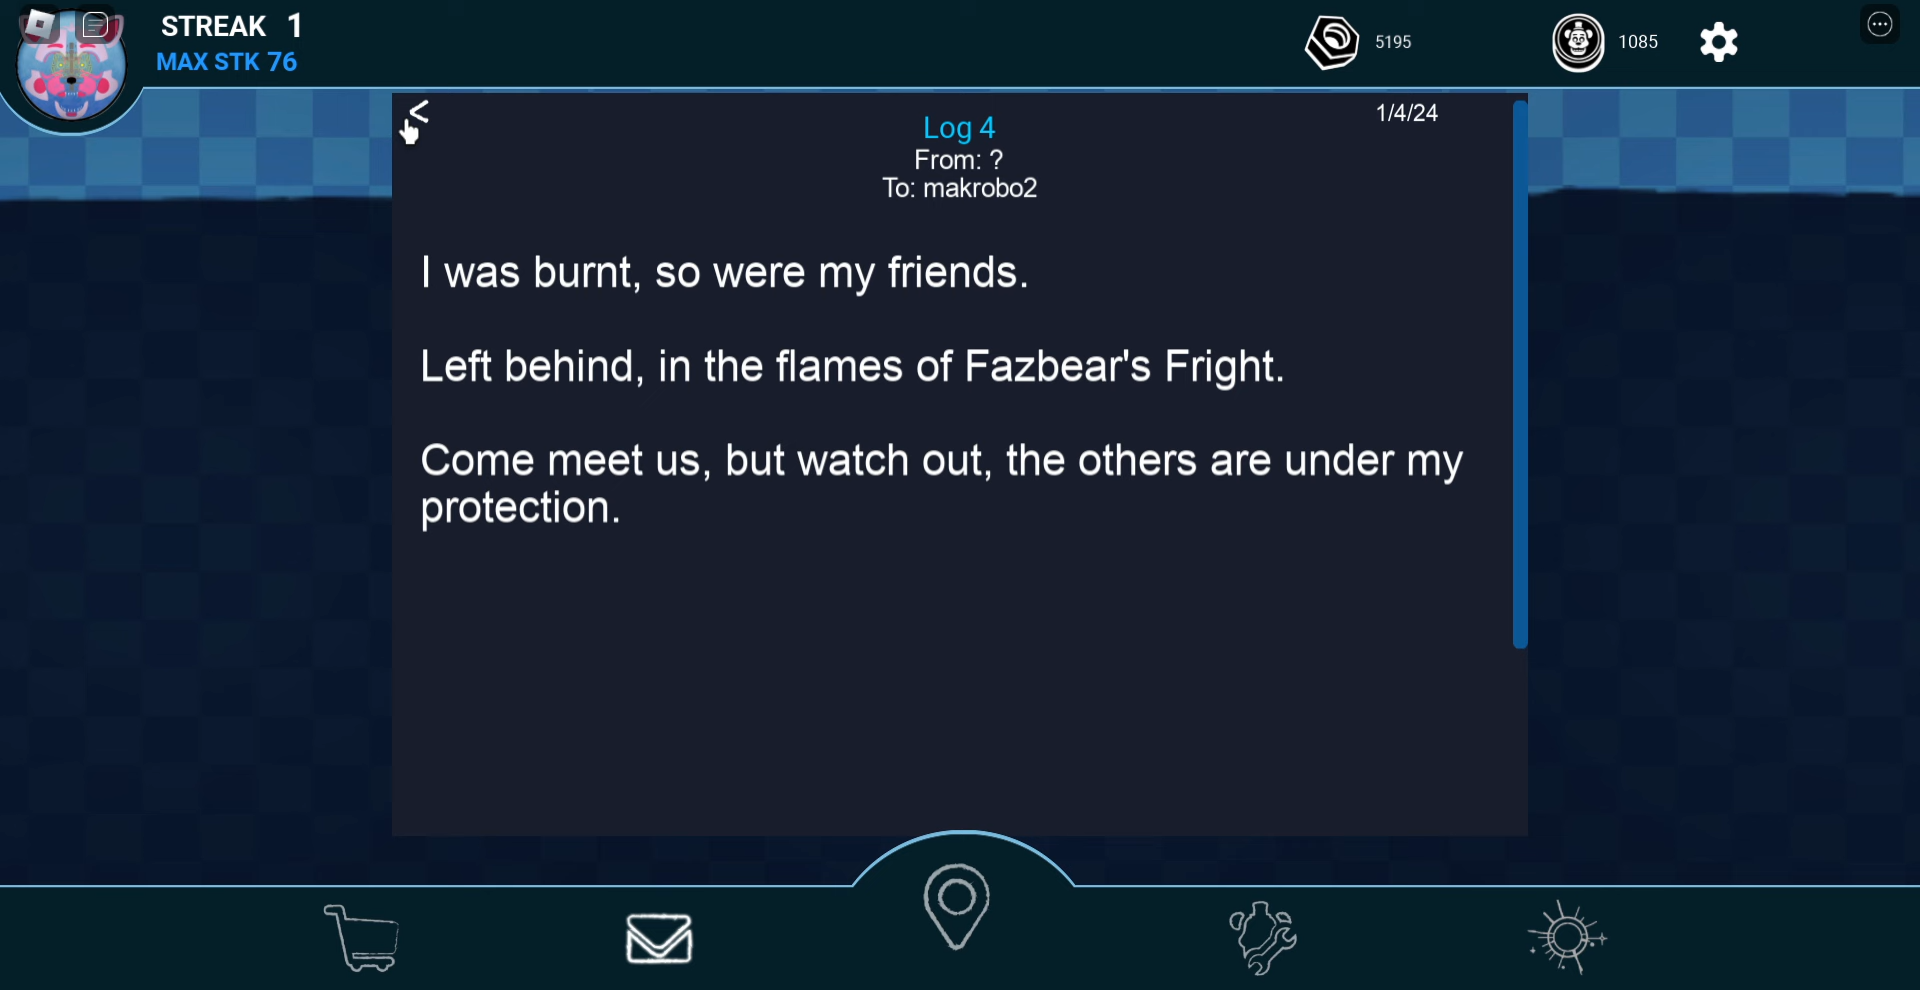 STREAK 1
MAX STK 76
5195
1085
<
1/4/24
Log 4
From: ?
To: makrobo2
I was burnt, so were my friends.
Left behind, in the flames of Fazbear's Fright.
Come meet us, but watch out, the others are under my
protection.